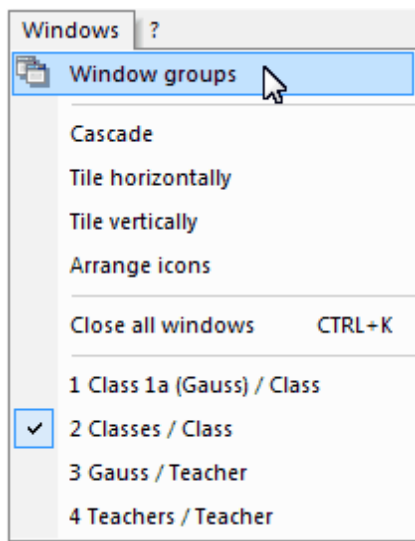 Windows ?
Window groups
Cascade
Tile horizontally
Tile vertically
Arrange icons
Close all windows CTRL+K
1 Class 1a (Gauss) / Class
2 Classes / Class
3 Gauss / Teacher
4 Teachers / Teacher